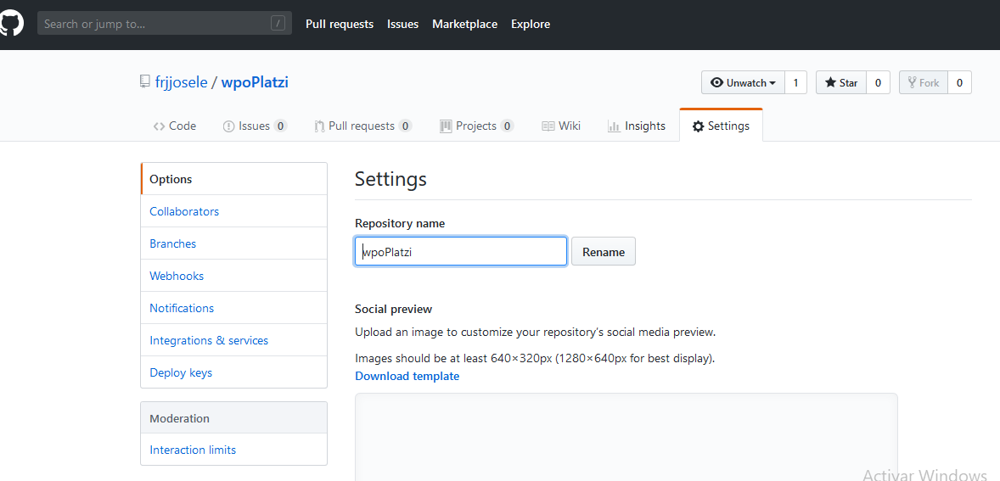 Search or jump to... /
Pull requests Issues Marketplace Explore
frjjosele / wpoPlatzi
Unwatch 1 Star 0 Fork 0
Code Issues 0 Pull requests 0 Projects 0 Wiki Insights Settings
Options
Collaborators
Branches
Webhooks
Notifications
Integrations & services
Deploy keys
Moderation
Interaction limits
Settings
Repository name
wpoPlatzi Rename
Social preview
Upload an image to customize your repository’s social media preview.
Images should be at least 640×320px (1280×640px for best display).
Download template
Activar Windows